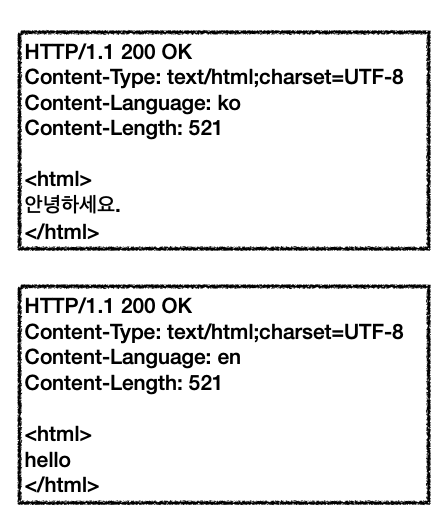 HTTP/1.1 200 OK
Content-Type: text/html;charset=UTF-8
Content-Language: ko
Content-Length: 521
<html>
안녕하세요.
</html>
HTTP/1.1 200 OK
Content-Type: text/html;charset=UTF-8
Content-Language: en
Content-Length: 521
<html>
hello
</html>